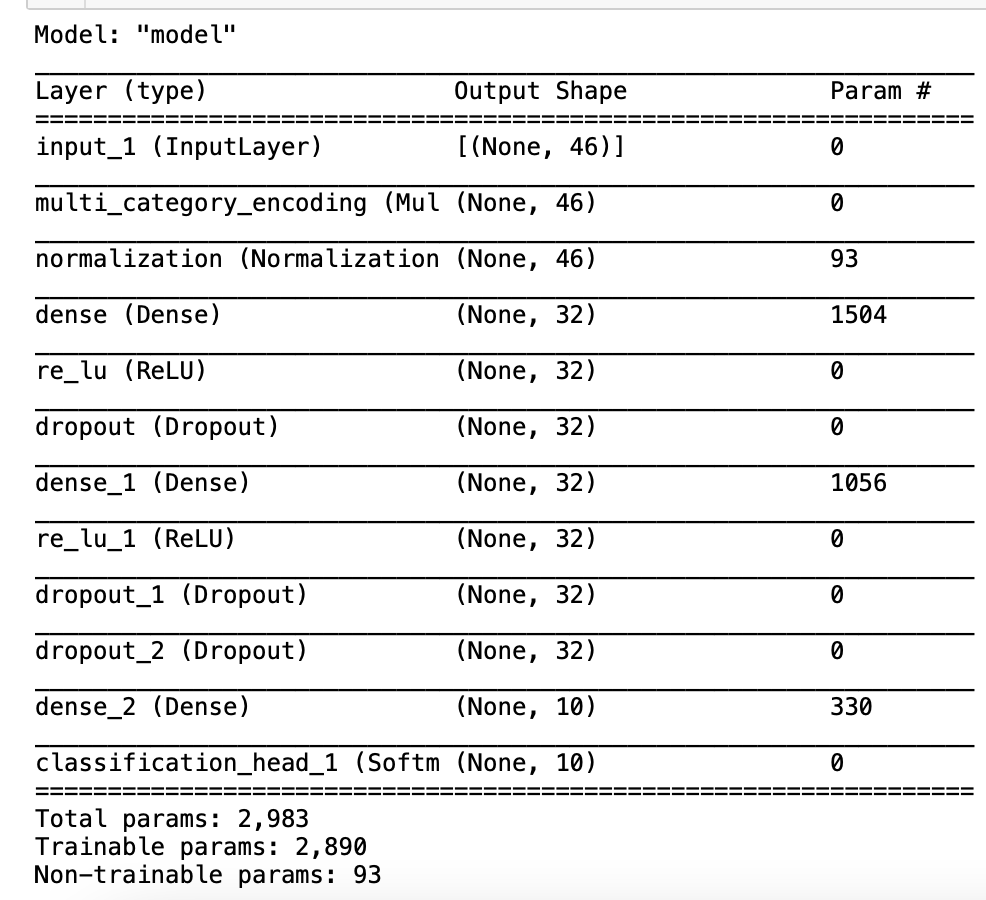 Model: "model"
Layer (type) Output Shape Param #
input_1 (InputLayer) [(None, 46)] 0
multi_category_encoding (Mul (None, 46) 0
normalization (Normalization (None, 46) 93
dense (Dense) (None, 32) 1504
re_lu (ReLU) (None, 32) 0
dropout (Dropout) (None, 32) 0
dense_1 (Dense) (None, 32) 1056
re_lu_1 (ReLU) (None, 32) 0
dropout_1 (Dropout) (None, 32) 0
dropout_2 (Dropout) (None, 32) 0
dense_2 (Dense) (None, 10) 330
classification_head_1 (Softm (None, 10) 0
Total params: 2,983
Trainable params: 2,890
Non-trainable params: 93